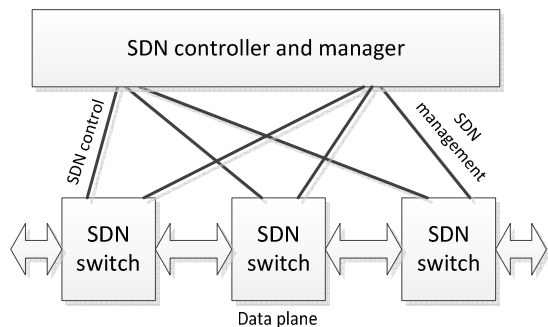 SDN controller and manager
SDN control
SDN
management
SDN
switch
SDN
switch
SDN
switch
Data plane